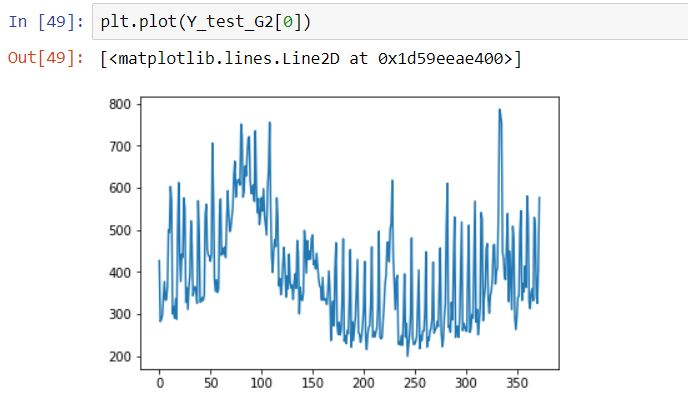 In [49]: plt.plot(Y_test_G2[0])
Out[49]: [<matplotlib.lines.Line2D at 0x1d59eeae400>]
800
700
600
500
400
300
200
0 50 100 150 200 250 300 350